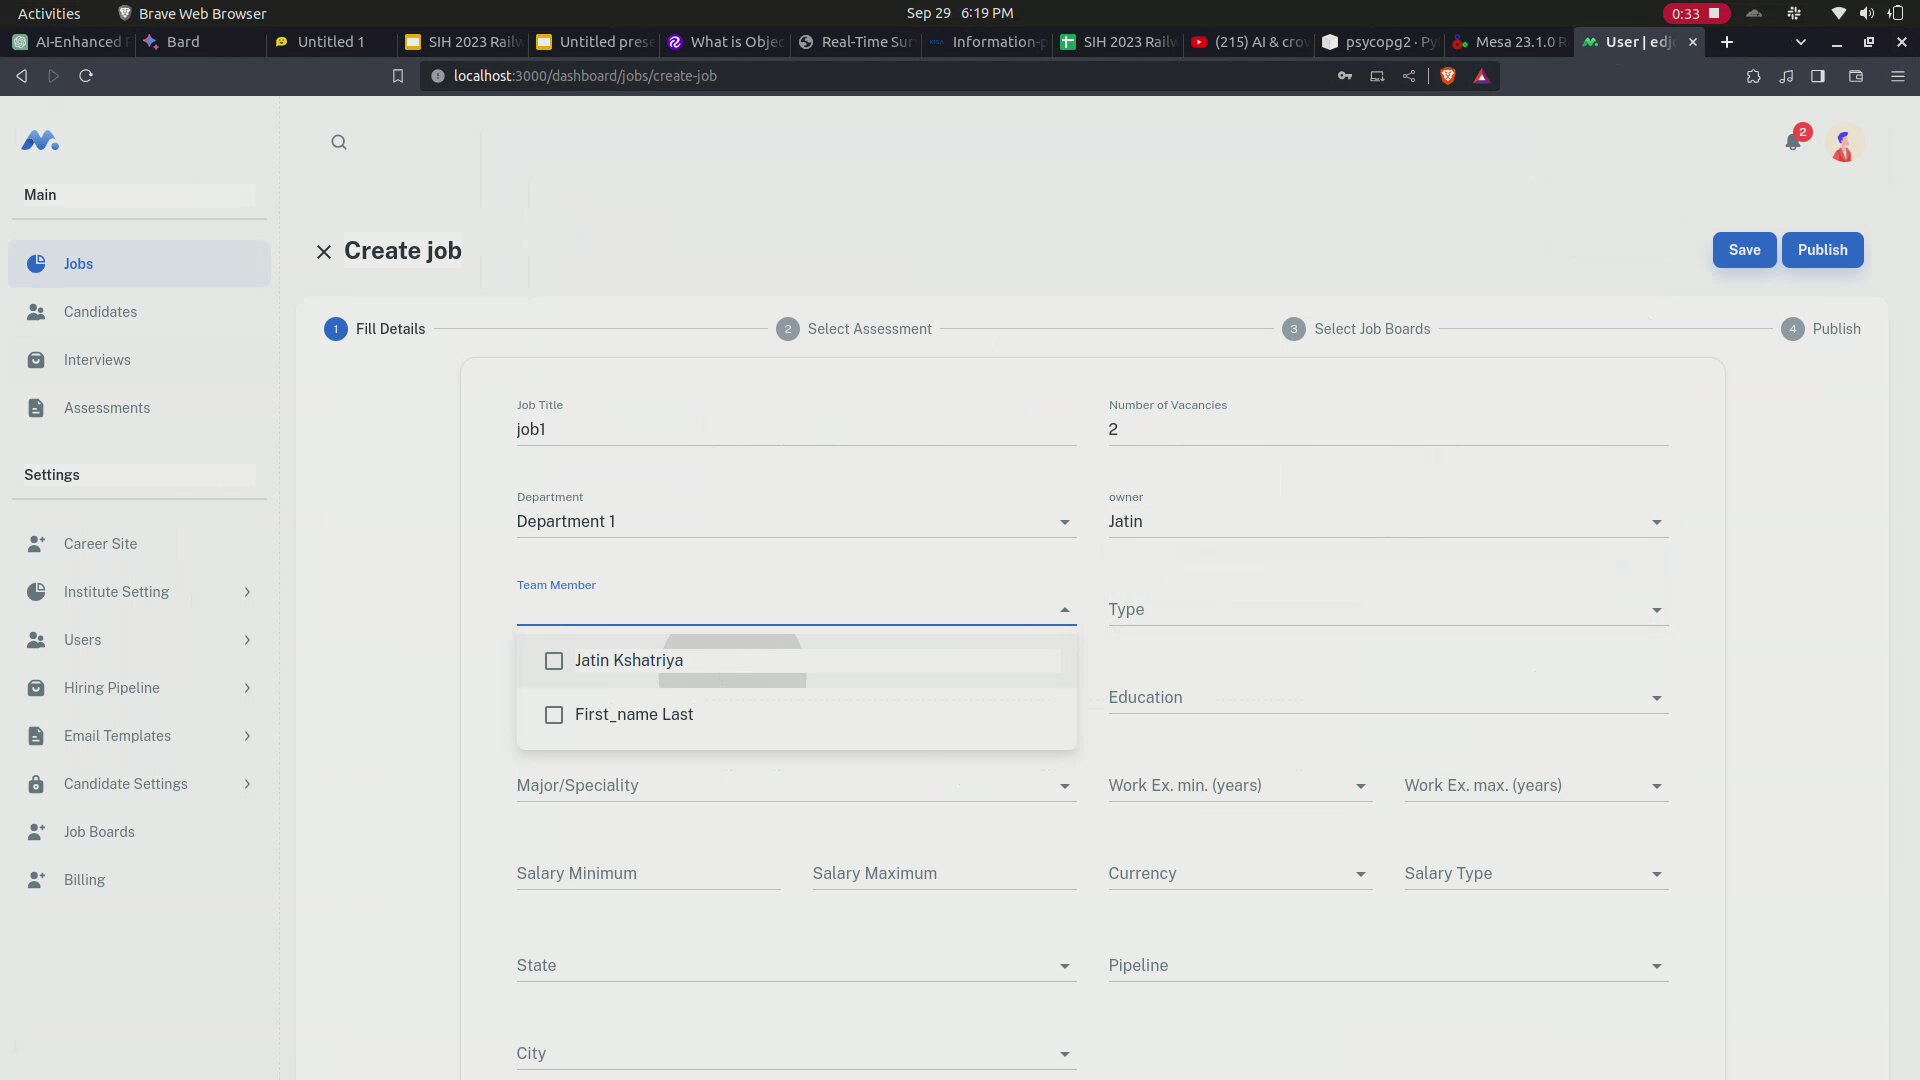 Activities
Brave Web Browser
Sep 29 6:19 PM
0:33
AI-Enhanced
Bard
Untitled 1
SIH 2023 Railw
Untitled prese
What is Objec
Real-Time Sur
Information-p
SIH 2023 Railw
(215) AI & crow
psycopg2 · Py
Mesa 23.1.0 R
User | edj
localhost:3000/dashboard/jobs/create-job
2
Main
Create job
Save
Publish
Jobs
Candidates
Interviews
Assessments
Settings
Career Site
Institute Setting
Users
Hiring Pipeline
Email Templates
Candidate Settings
Job Boards
Billing
1 Fill Details
2 Select Assessment
3 Select Job Boards
4 Publish
Job Title
job1
Number of Vacancies
2
Department
Department 1
owner
Jatin
Team Member
Type
Jatin Kshatriya
First_name Last
Education
Major/Speciality
Work Ex. min. (years)
Work Ex. max. (years)
Salary Minimum
Salary Maximum
Currency
Salary Type
State
Pipeline
City